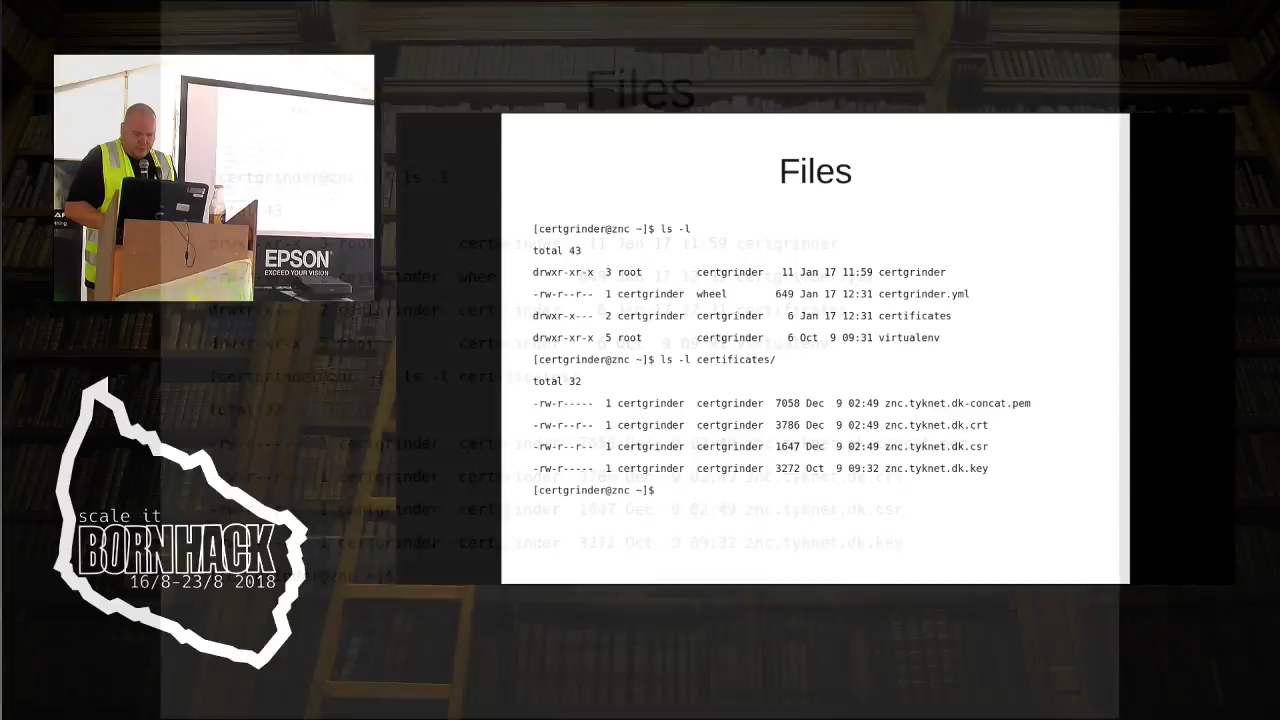 Files
[certgrinder@znc ~]$ ls -l
total 43
drwxr-xr-x  3 root         certgrinder   11 Jan 17 11:59 certgrinder
-rw-r--r--  1 certgrinder  wheel        649 Jan 17 12:31 certgrinder.yml
drwxr-x---  2 certgrinder  certgrinder    6 Jan 17 12:31 certificates
drwxr-xr-x  5 root         certgrinder    6 Oct  9 09:31 virtualenv
[certgrinder@znc ~]$ ls -l certificates/
total 32
-rw-r-----  1 certgrinder  certgrinder  7058 Dec  9 02:49 znc.tyknet.dk-concat.pem
-rw-r--r--  1 certgrinder  certgrinder  3786 Dec  9 02:49 znc.tyknet.dk.crt
-rw-r--r--  1 certgrinder  certgrinder  1647 Dec  9 02:49 znc.tyknet.dk.csr
-rw-r-----  1 certgrinder  certgrinder  3272 Oct  9 09:32 znc.tyknet.dk.key
[certgrinder@znc ~]$
EPSON
EXCEED YOUR VISION
scale it
BORNHACK
16/8-23/8 2018